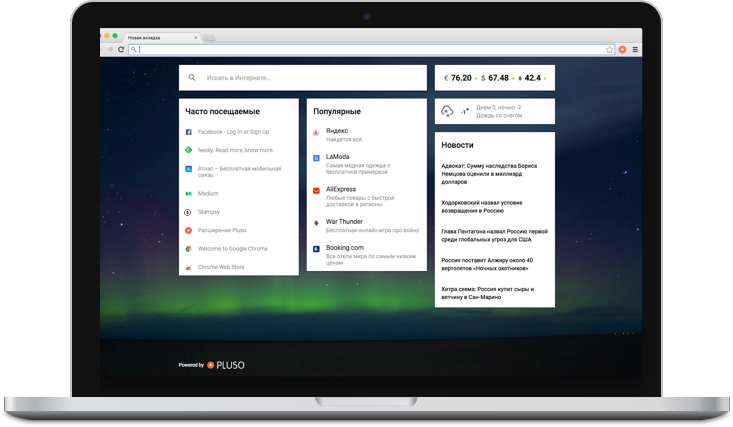 Новая вкладка
Искать в Интернете...
€ 76.20 $ 67.48 42.4
-1°
Днем 0, ночью -2
Дождь со снегом
Часто посещаемые
Facebook - Log In or Sign Up
feedly. Read more, know more.
Атлас – Бесплатная мобильная
связь
Medium
Stampsy
Расширение Pluso
Welcome to Google Chrome
Chrome Web Store
Популярные
Яндекс
Найдётся всё
LaModa
Самая модная одежда с
бесплатной примеркой
AliExpress
Любые товары с быстрой
доставкой в регионы
War Thunder
Бесплатная онлайн-игра про войну
Booking.com
Все отели мира по самым низким
ценам
Новости
Адвокат: Сумму наследства Бориса
Немцова оценили в миллиард
долларов
Ходорковский назвал условие
возвращения в Россию
Глава Пентагона назвал Россию первой
среди глобальных угроз для США
Россия поставит Алжиру около 40
вертолетов «Ночных охотников»
Хитра схема: Россия купит сыры и
ветчину в Сан-Марино
Powered by PLUSO